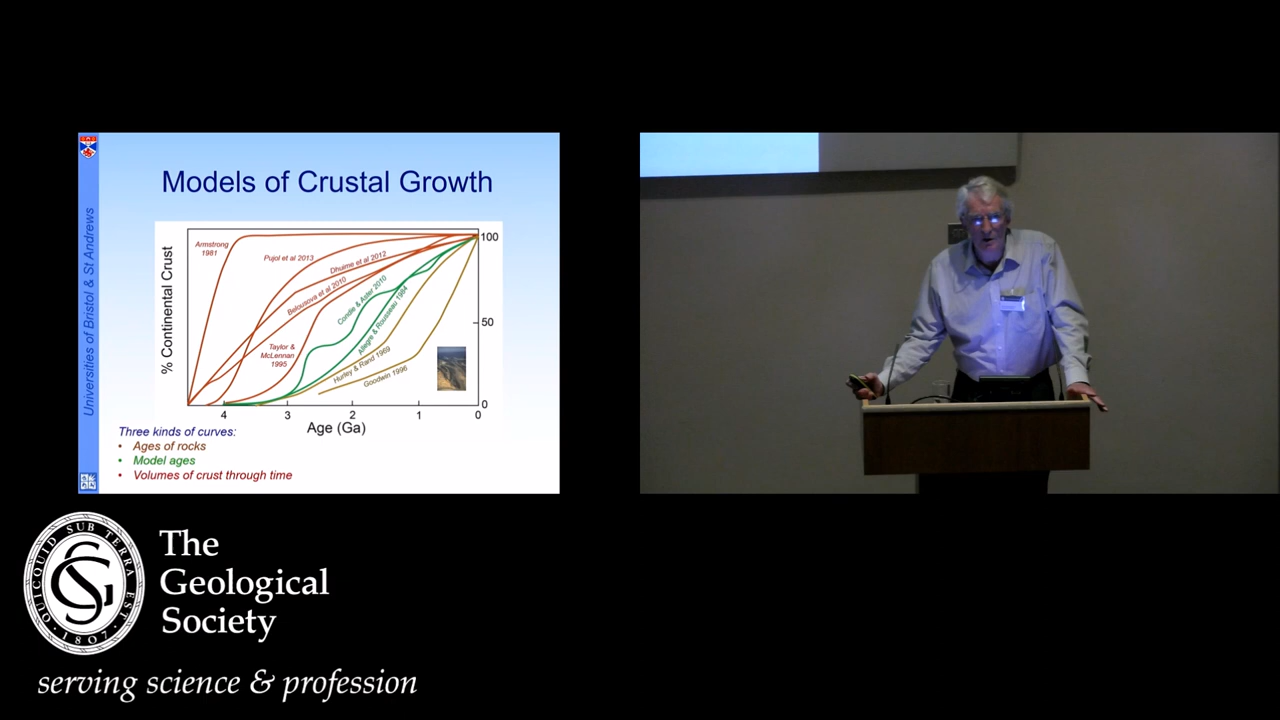 Universities of Bristol & St Andrews
Models of Crustal Growth
% Continental Crust
Armstrong
1981
Pujol et al 2013
Dhuime et al 2012
Belousova et al 2010
Condie & Aster 2010
Allegre & Rousseau 1984
Taylor &
McLennan
1995
Hurley & Rand 1969
Goodwin 1996
100
50
0
4 3 2 1 0
Age (Ga)
Three kinds of curves:
• Ages of rocks
• Model ages
• Volumes of crust through time
QUICQUID SUB TERRA EST
GS
·1807·
The
Geological
Society
serving science & profession